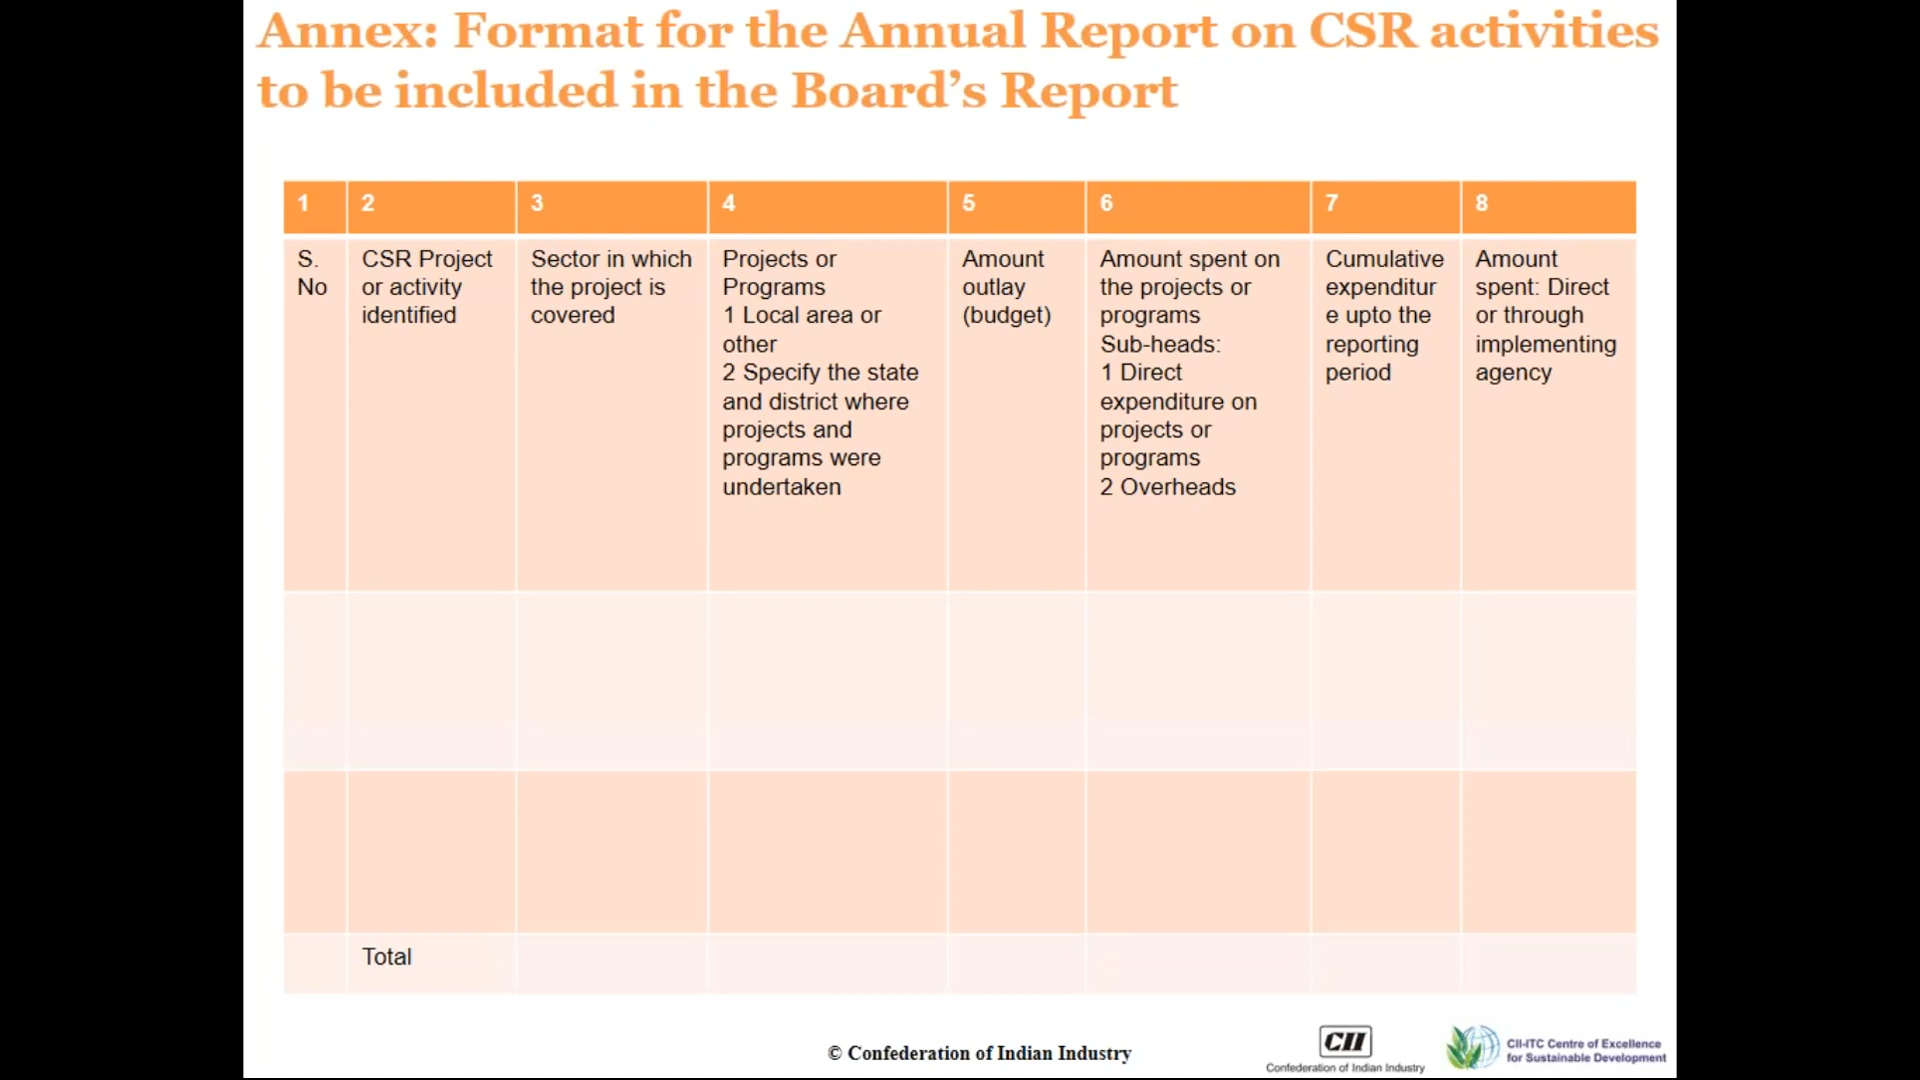 Annex: Format for the Annual Report on CSR activities
to be included in the Board's Report
1
2
3
4
5
6
7
8
S.
No
CSR Project
or activity
identified
Sector in which
the project is
covered
Projects or
Programs
1 Local area or
other
2 Specify the state
and district where
projects and
programs were
undertaken
Amount
outlay
(budget)
Amount spent on
the projects or
programs
Sub-heads:
1 Direct
expenditure on
projects or
programs
2 Overheads
Cumulative
expenditur
e upto the
reporting
period
Amount
spent: Direct
or through
implementing
agency
Total
© Confederation of Indian Industry
CII
Confederation of Indian Industry
CII-ITC Centre of Excellence
for Sustainable Development